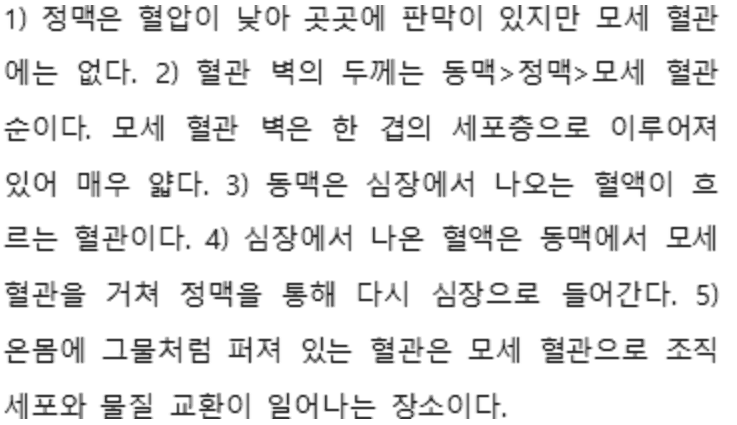 1) 정맥은 혈압이 낮아 곳곳에 판막이 있지만 모세 혈관
에는 없다. 2) 혈관 벽의 두께는 동맥>정맥>모세 혈관
순이다. 모세 혈관 벽은 한 겹의 세포층으로 이루어져
있어 매우 얇다. 3) 동맥은 심장에서 나오는 혈액이 흐
르는 혈관이다. 4) 심장에서 나온 혈액은 동맥에서 모세
혈관을 거쳐 정맥을 통해 다시 심장으로 들어간다. 5)
온몸에 그물처럼 퍼져 있는 혈관은 모세 혈관으로 조직
세포와 물질 교환이 일어나는 장소이다.